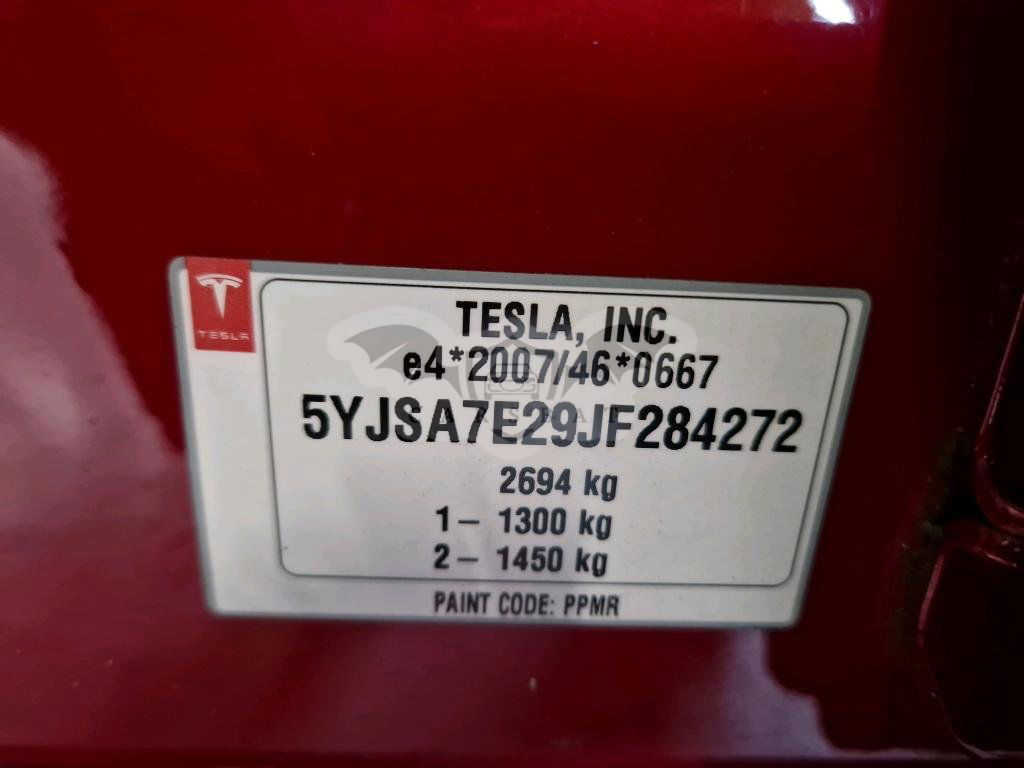 TESLA
TESLA, INC.
e4*2007/46*0667
5YJSA7E29JF284272
2694 kg
1– 1300 kg
2– 1450 kg
PAINT CODE: PPMR